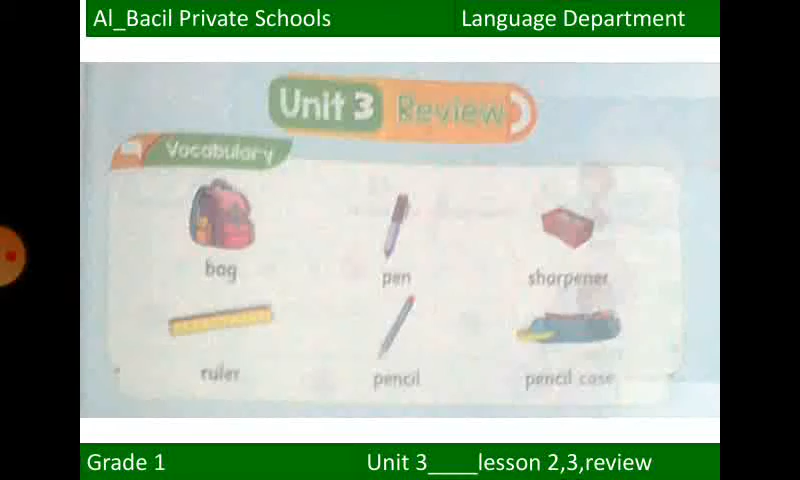 Al_Bacil Private Schools Language Department
Unit 3 Review
Vocabulary
bag pen sharpener
ruler pencil pencil case
Grade 1 Unit 3____lesson 2,3,review